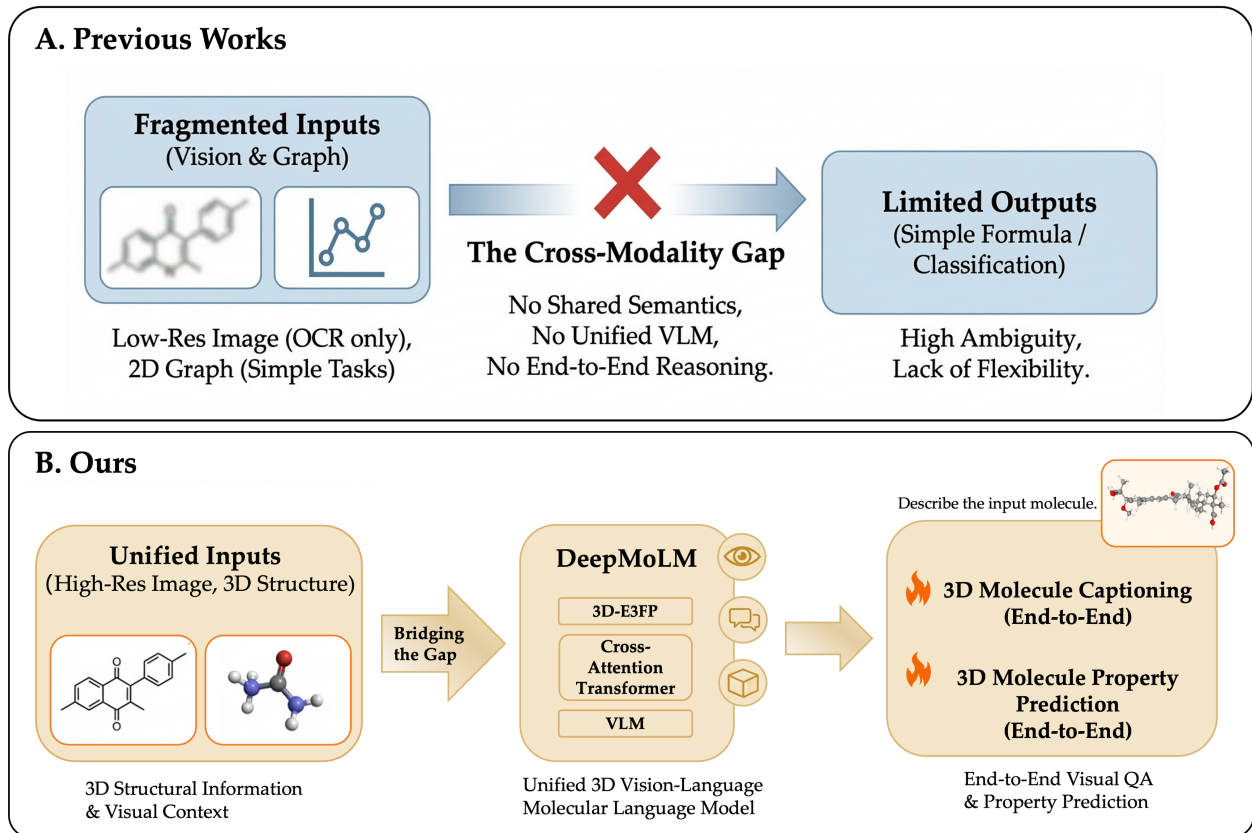 A. Previous Works
Fragmented Inputs
(Vision & Graph)
Low-Res Image (OCR only),
2D Graph (Simple Tasks)
The Cross-Modality Gap
No Shared Semantics,
No Unified VLM,
No End-to-End Reasoning.
Limited Outputs
(Simple Formula /
Classification)
High Ambiguity,
Lack of Flexibility.
B. Ours
Unified Inputs
(High-Res Image, 3D Structure)
O
O
3D Structural Information
& Visual Context
Bridging
the Gap
DeepMoLM
3D-E3FP
Cross-
Attention
Transformer
VLM
Unified 3D Vision-Language
Molecular Language Model
Describe the input molecule.
3D Molecule Captioning
(End-to-End)
3D Molecule Property
Prediction
(End-to-End)
End-to-End Visual QA
& Property Prediction